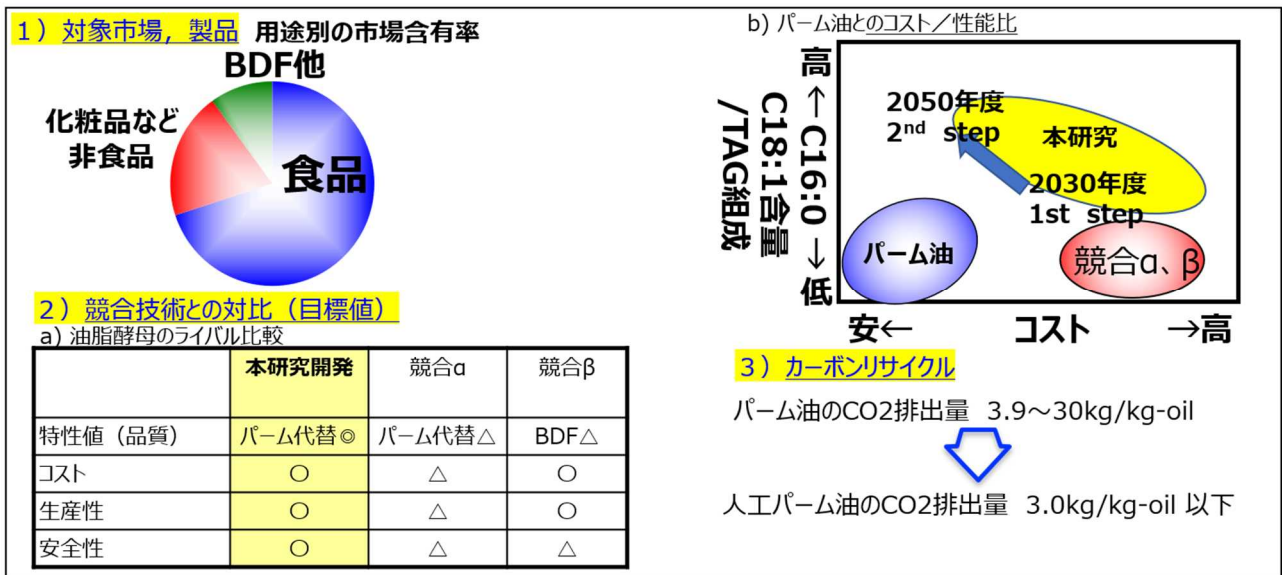 1）対象市場，製品 用途別の市場含有率
BDF他
化粧品など
非食品
食品
2）競合技術との対比（目標値）
a) 油脂酵母のライバル比較
本研究開発 競合α 競合β
特性値（品質） パーム代替◎ パーム代替△ BDF△
コスト ○ △ ○
生産性 ○ △ ○
安全性 ○ △ △
b) パーム油とのコスト／性能比
高
←C16:0→
低
C18:1含量
/TAG組成
2050年度
2nd step
本研究
2030年度
1st step
パーム油
競合α、β
安← コスト →高
3）カーボンリサイクル
パーム油のCO2排出量 3.9～30kg/kg-oil
人工パーム油のCO2排出量 3.0kg/kg-oil 以下